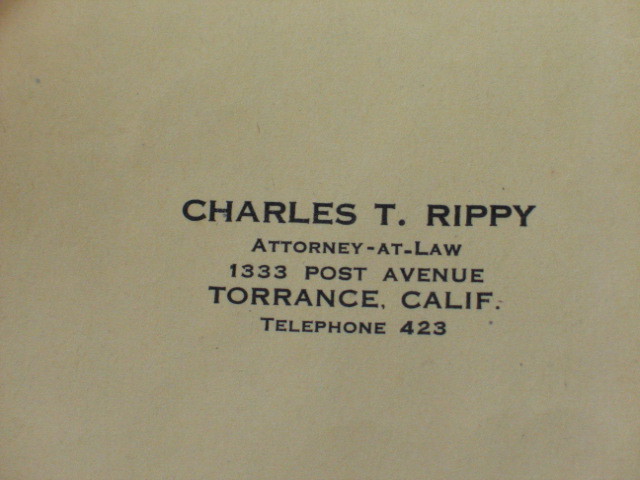 CHARLES T. RIPPY
ATTORNEY-AT-LAW
1333 POST AVENUE
TORRANCE, CALIF.
TELEPHONE 423